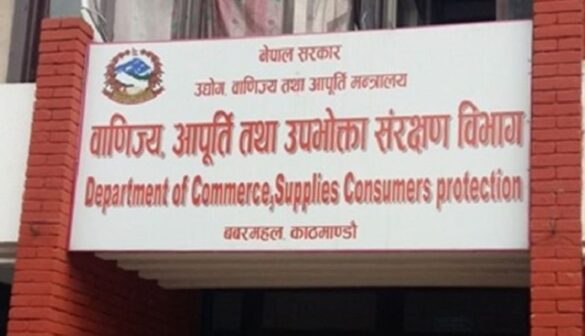 नेपाल सरकार
उद्योग, वाणिज्य तथा आपूर्ति मन्त्रालय
वाणिज्य, आपूर्ति तथा उपभोक्ता संरक्षण विभाग
Department of Commerce,Supplies Consumers protection
बबरमहल, काठमाण्डौ